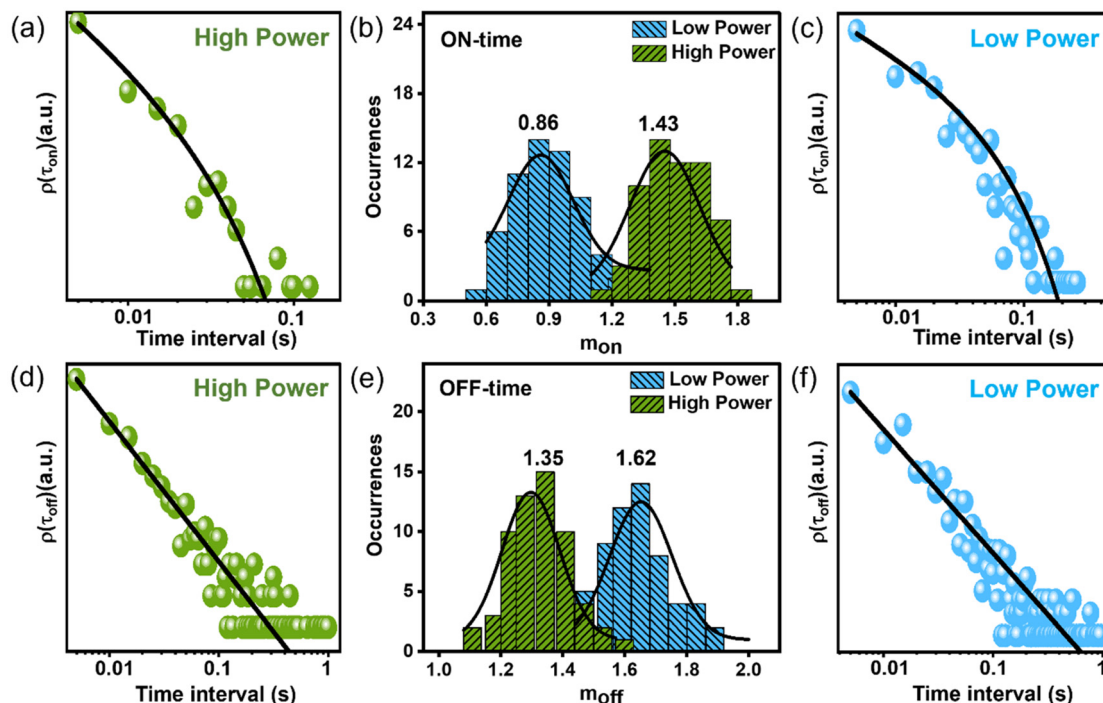 (a)
High Power
ρ(τon)(a.u.)
0.01
0.1
Time interval (s)
(b)
ON-time
Low Power
High Power
0.86
1.43
Occurrences
24
18
12
6
0
0.3
0.6
0.9
1.2
1.5
1.8
mon
(c)
Low Power
ρ(τon)(a.u.)
0.01
0.1
1
Time interval (s)
(d)
High Power
ρ(τoff)(a.u.)
0.01
0.1
1
Time interval (s)
(e)
OFF-time
Low Power
High Power
1.35
1.62
Occurrences
20
15
10
5
0
1.0
1.2
1.4
1.6
1.8
2.0
moff
(f)
Low Power
ρ(τoff)(a.u.)
0.01
0.1
1
Time interval (s)